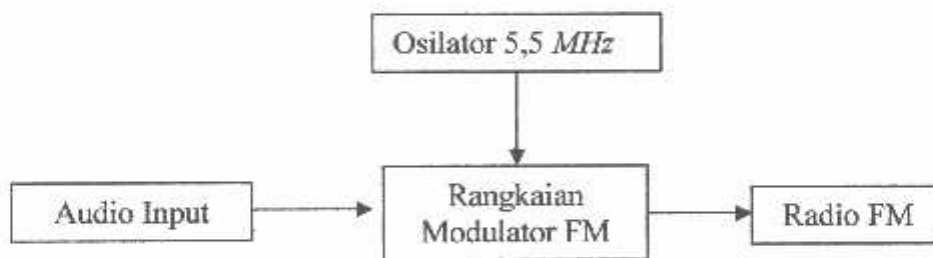 Osilator 5,5 MHz
Audio Input
Rangkaian
Modulator FM
Radio FM